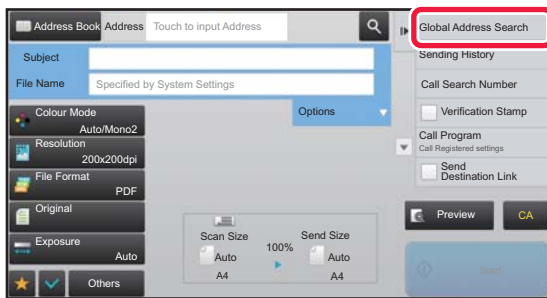 Address Book
Address
Touch to input Address
Global Address Search
Subject
Sending History
File Name
Specified by System Settings
Call Search Number
Colour Mode
Auto/Mono2
Options
Verification Stamp
Resolution
200x200dpi
Call Program
Call Registered settings
File Format
PDF
Send
Destination Link
Original
Scan Size
Auto
A4
100%
Send Size
Auto
A4
Preview
CA
Exposure
Auto
Others
Start